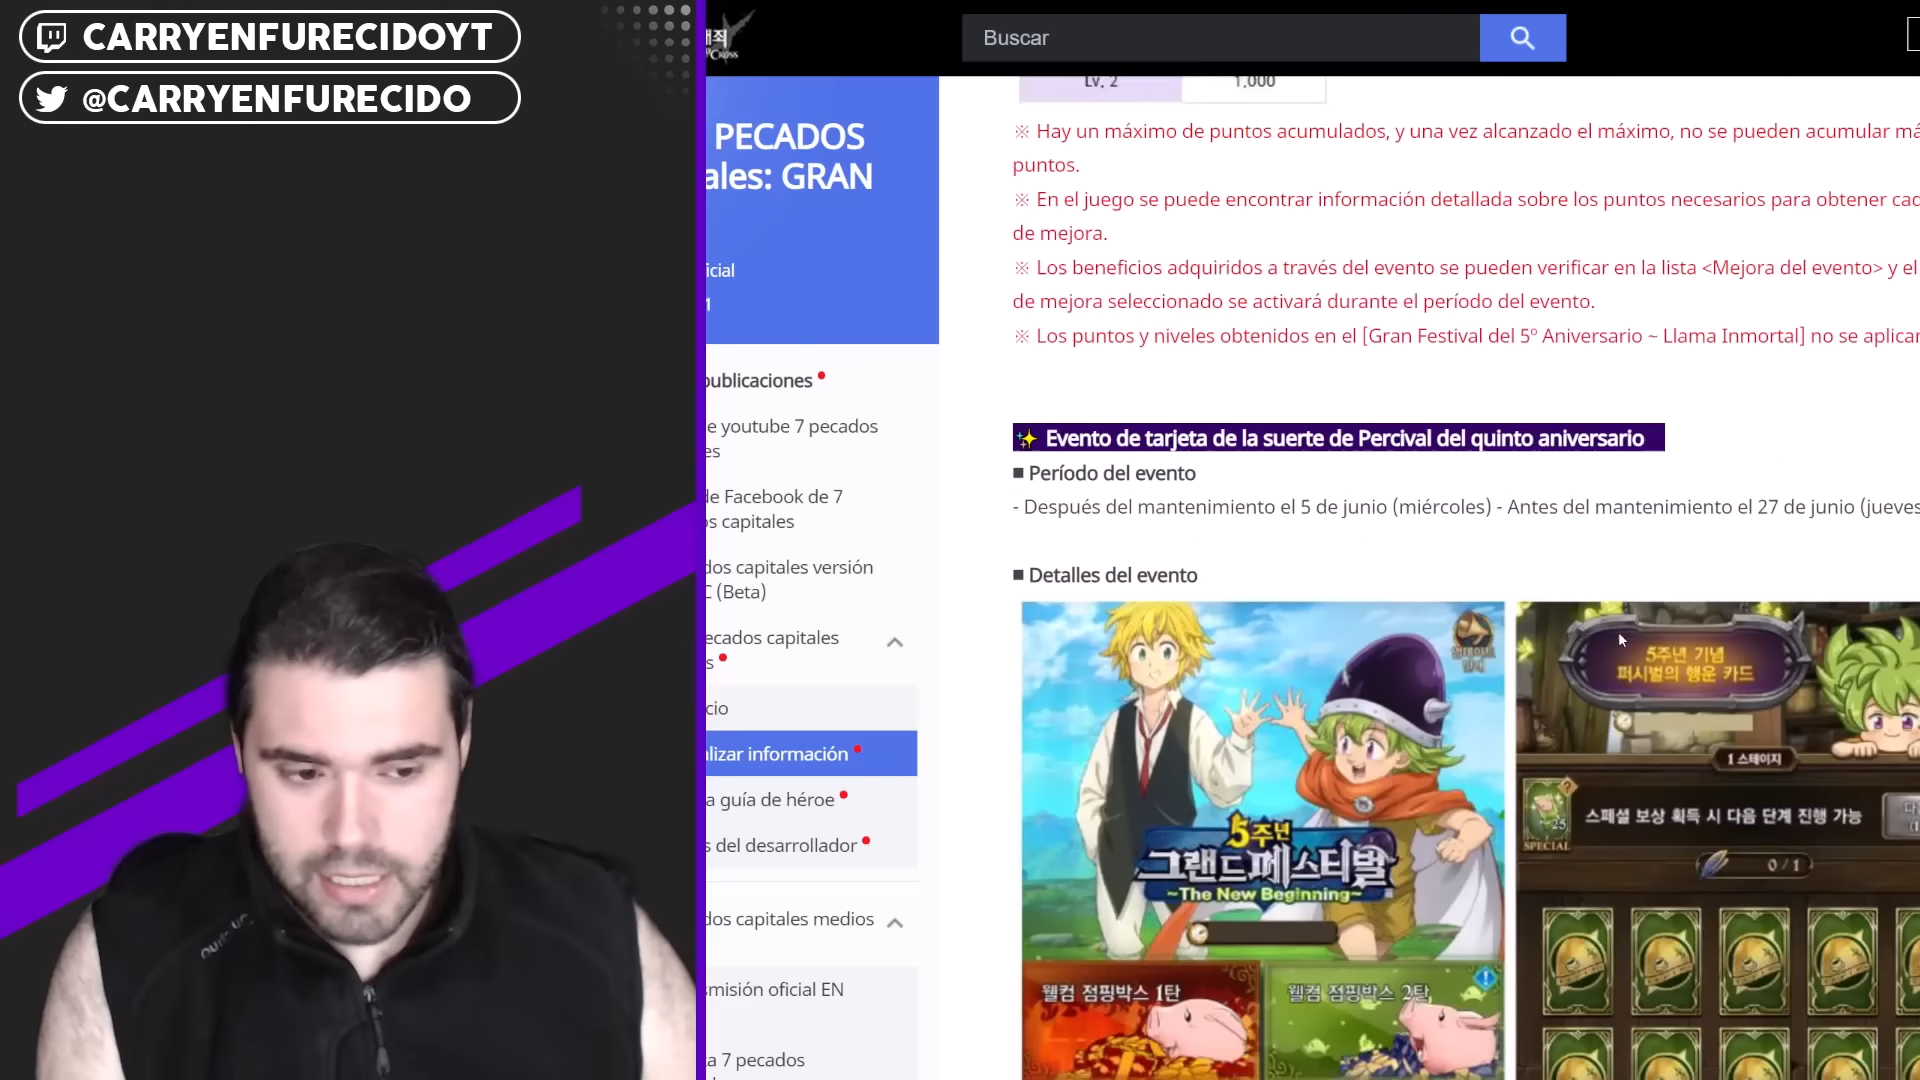 CARRYENFURECIDOYT
@CARRYENFURECIDO
Cross
Buscar
PECADOS
ales: GRAN
icial
1
publicaciones
e youtube 7 pecados
es
de Facebook de 7
os capitales
dos capitales versión
C (Beta)
ecados capitales
s
cio
alizar información
a guía de héroe
s del desarrollador
dos capitales medios
smisión oficial EN
ta 7 pecados
Lv. 2
1,000
※ Hay un máximo de puntos acumulados, y una vez alcanzado el máximo, no se pueden acumular má
puntos.
※ En el juego se puede encontrar información detallada sobre los puntos necesarios para obtener cad
de mejora.
※ Los beneficios adquiridos a través del evento se pueden verificar en la lista <Mejora del evento> y el
de mejora seleccionado se activará durante el período del evento.
※ Los puntos y niveles obtenidos en el [Gran Festival del 5º Aniversario ~ Llama Inmortal] no se aplicar
✨ Evento de tarjeta de la suerte de Percival del quinto aniversario
■ Período del evento
- Después del mantenimiento el 5 de junio (miércoles) - Antes del mantenimiento el 27 de junio (jueves
■ Detalles del evento
5주년
그랜드 페스티벌
~The New Beginning~
웰컴 점핑박스 1탄
웰컴 점핑박스 2탄
5주년 기념
퍼시벌의 행운 카드
1 스테이지
25
SPECIAL
스페셜 보상 획득 시 다음 단계 진행 가능
0/1